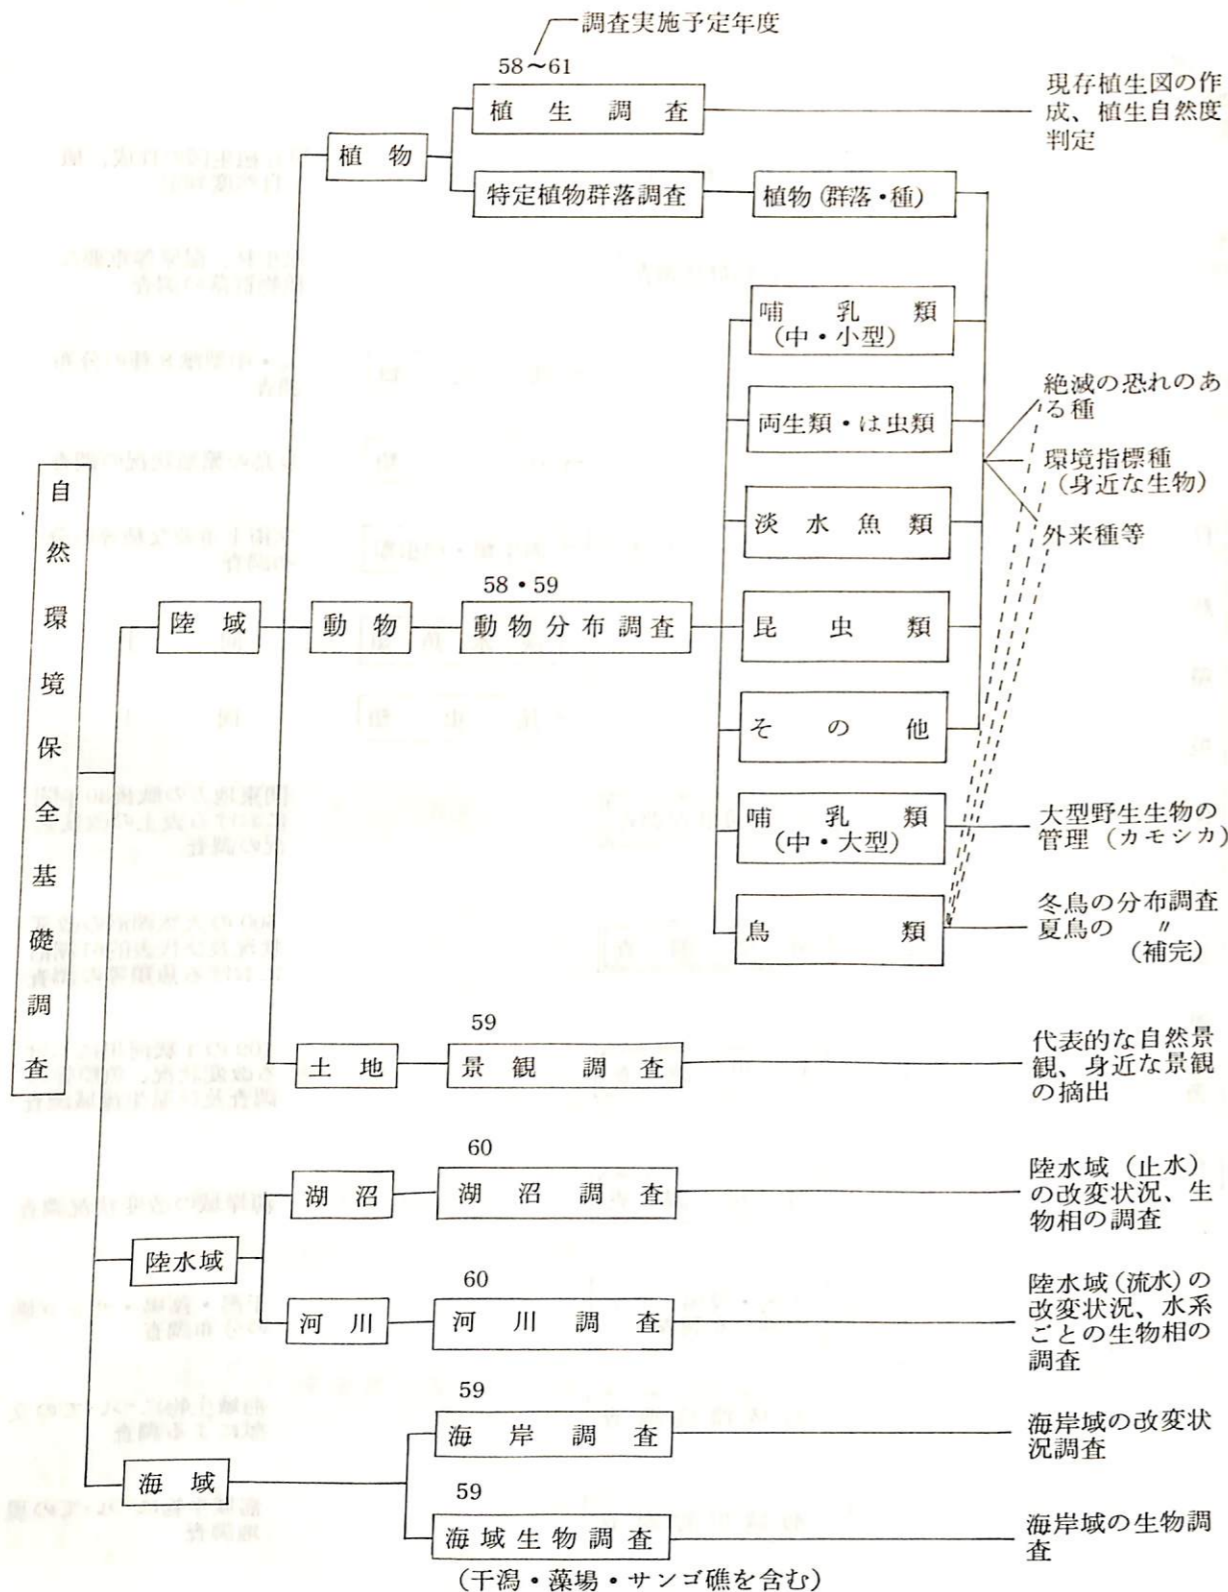 調査実施予定年度
58～61
植生調査
現存植生図の作
成、植生自然度
判定
植物
特定植物群落調査
植物（群落・種）
哺乳類
（中・小型）
両生類・は虫類
淡水魚類
昆虫類
その他
絶滅の恐れのあ
る種
環境指標種
（身近な生物）
外来種等
自然環境保全基礎調査
陸域
動物
58・59
動物分布調査
哺乳類
（中・大型）
大型野生生物の
管理（カモシカ）
鳥類
冬鳥の分布調査
夏鳥の　〃
（補完）
土地
59
景観調査
代表的な自然景
観、身近な景観
の摘出
陸水域
湖沼
60
湖沼調査
陸水域（止水）
の改変状況、生
物相の調査
河川
60
河川調査
陸水域（流水）の
改変状況、水系
ごとの生物相の
調査
海域
59
海岸調査
海岸域の改変状
況調査
59
海域生物調査
（干潟・藻場・サンゴ礁を含む）
海岸域の生物調
査